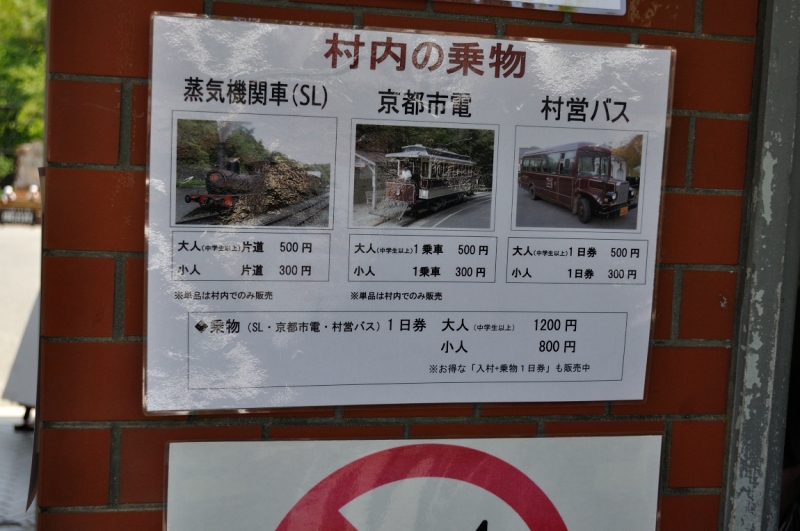 村内の乗物
蒸気機関車(SL)
京都市電
村営バス
大人(中学生以上)片道 500円
小人 片道 300円
大人(中学生以上)1乗車 500円
小人 1乗車 300円
大人(中学生以上)1日券 500円
小人 1日券 300円
※単品は村内でのみ販売
※単品は村内でのみ販売
❖乗物(SL・京都市電・村営バス)1日券 大人(中学生以上) 1200円
小人 800円
※お得な「入村+乗物1日券」も販売中